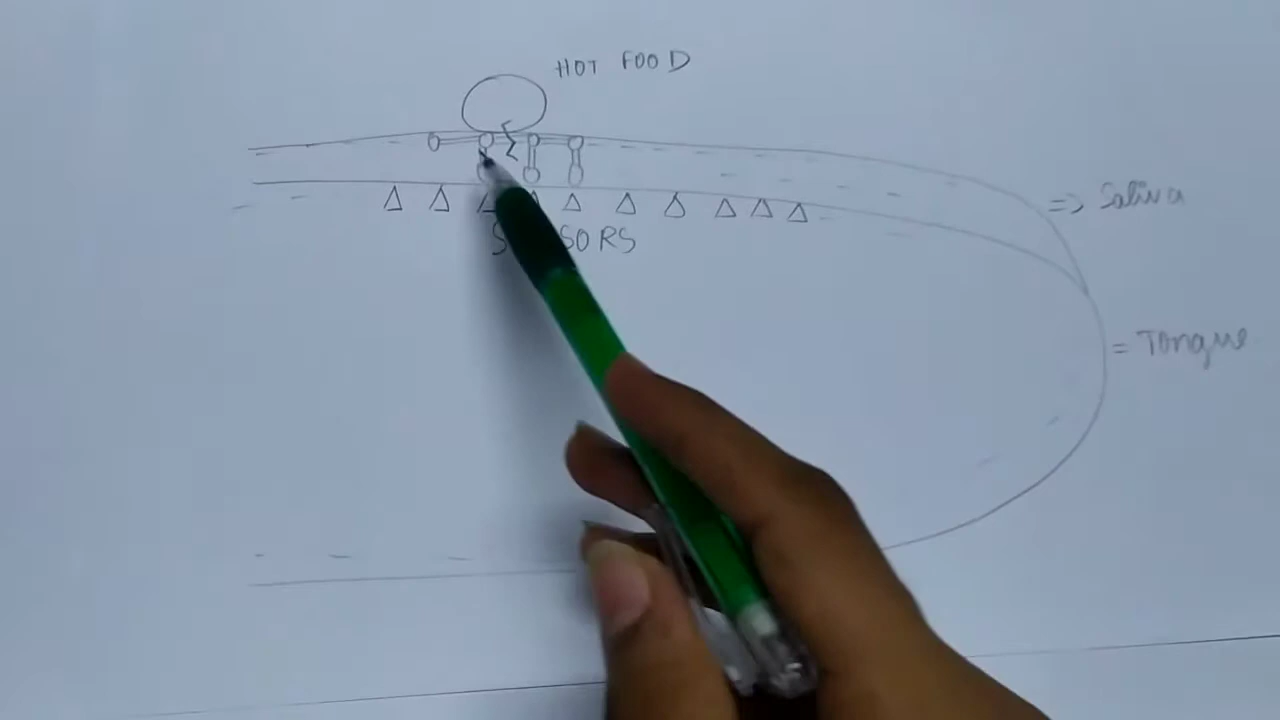 HOT FOOD
=> Saliva
= Tongue